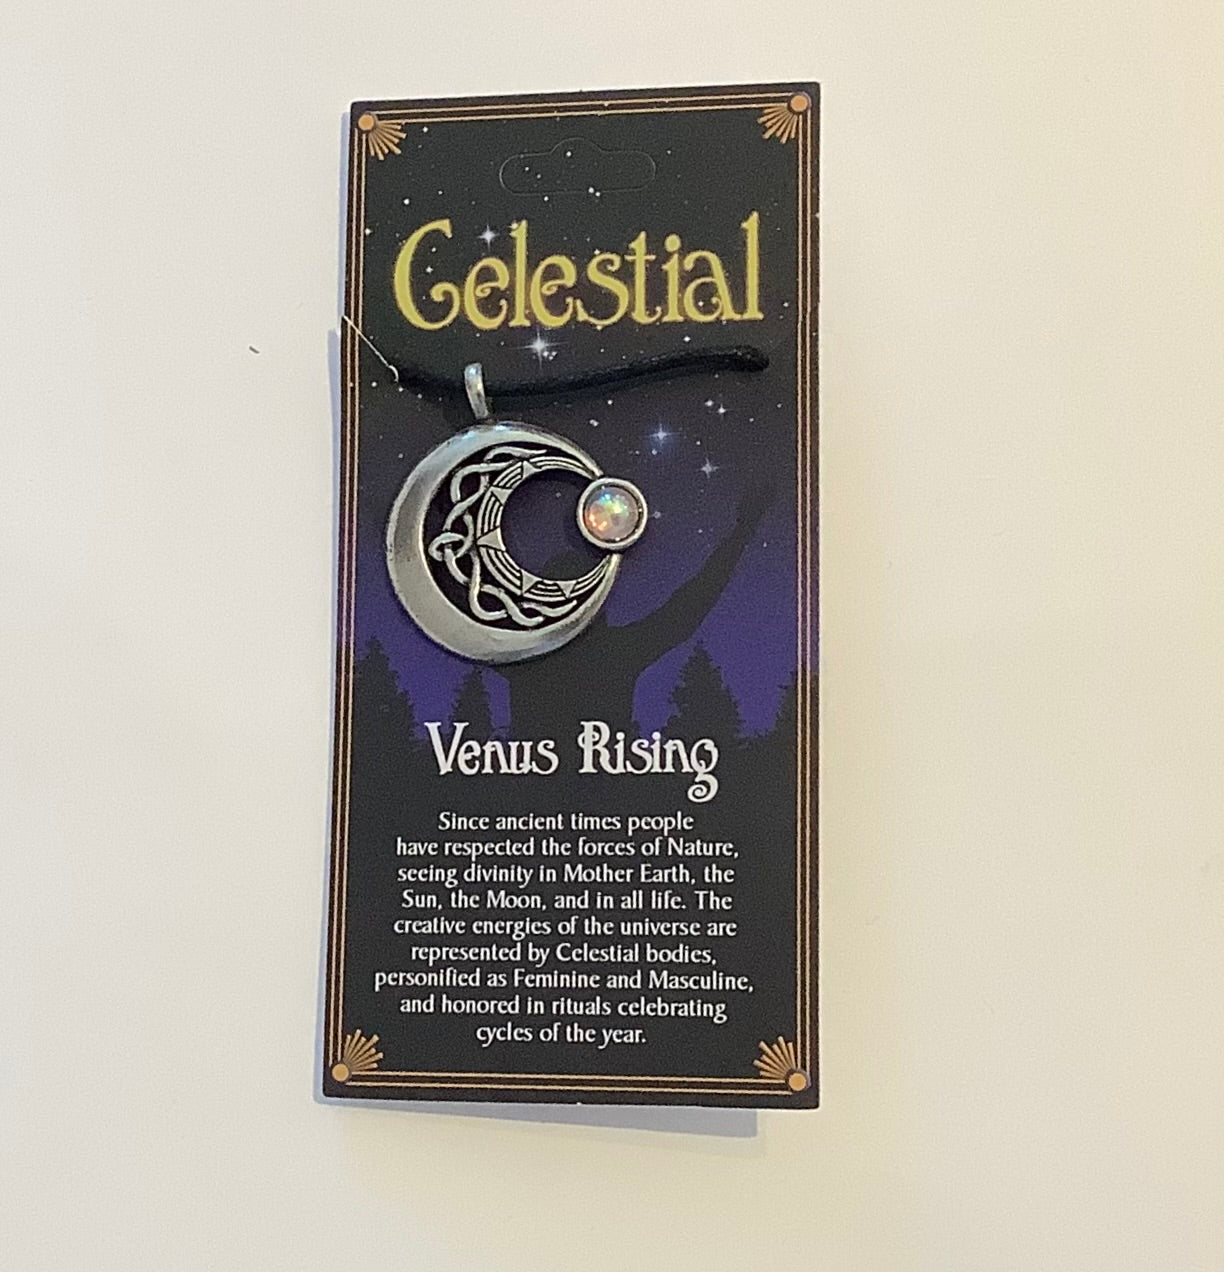 Celestial
Venus Rising
Since ancient times people
have respected the forces of Nature,
seeing divinity in Mother Earth, the
Sun, the Moon, and in all life. The
creative energies of the universe are
represented by Celestial bodies,
personified as Feminine and Masculine,
and honored in rituals celebrating
cycles of the year.